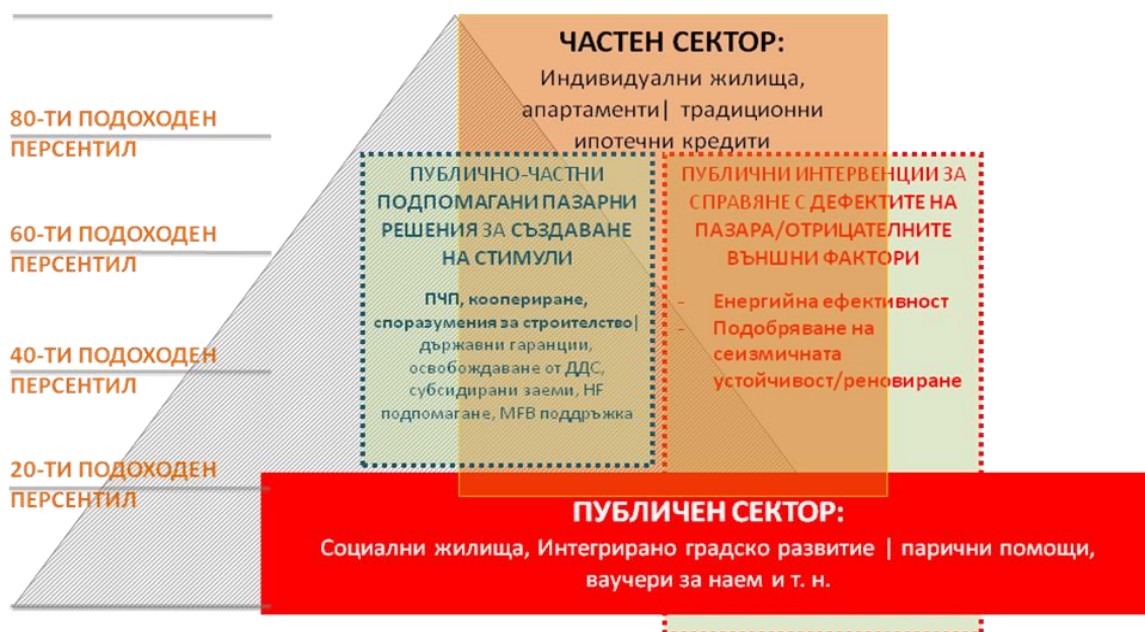 ЧАСТЕН СЕКТОР:
Индивидуални жилища,
апартаменти| традиционни
ипотечни кредити
80-ТИ ПОДОХОДЕН
ПЕРСЕНТИЛ
60-ТИ ПОДОХОДЕН
ПЕРСЕНТИЛ
40-ТИ ПОДОХОДЕН
ПЕРСЕНТИЛ
20-ТИ ПОДОХОДЕН
ПЕРСЕНТИЛ
ПУБЛИЧНО-ЧАСТНИ
ПОДПОМАГАНИ ПАЗАРНИ
РЕШЕНИЯ ЗА СЪЗДАВАНЕ
НА СТИМУЛИ
ПЧП, коопериране,
споразумения за строителство|
държавни гаранции,
освобождаване от ДДС,
субсидирани заеми, HF
подпомагане, MFB поддръжка
ПУБЛИЧНИ ИНТЕРВЕНЦИИ ЗА
СПРАВЯНЕ С ДЕФЕКТИТЕ НА
ПАЗАРА/ОТРИЦАТЕЛНИТЕ
ВЪНШНИ ФАКТОРИ
- Енергийна ефективност
- Подобряване на
сеизмичната
устойчивост/реновиране
ПУБЛИЧЕН СЕКТОР:
Социални жилища, Интегрирано градско развитие | парични помощи,
ваучери за наем и т. н.